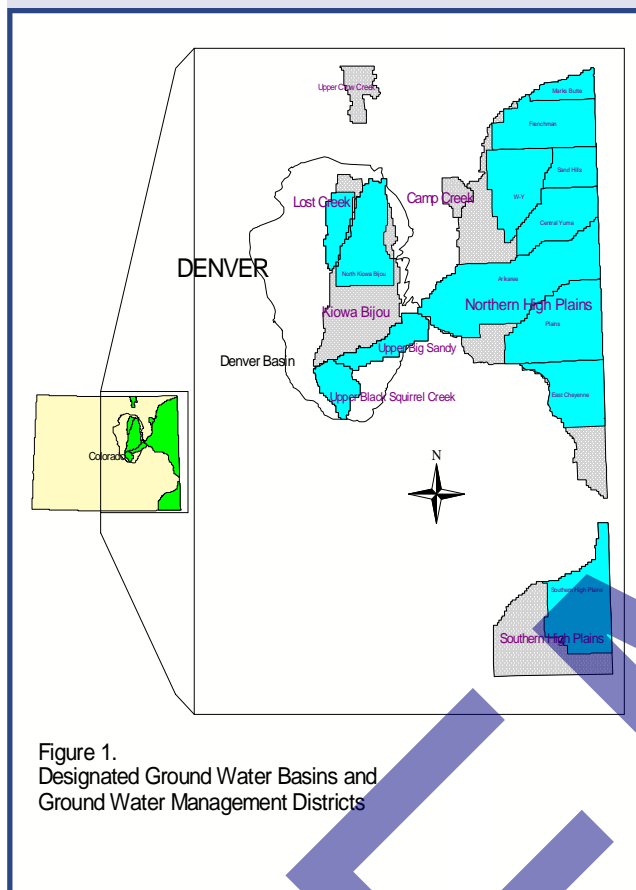 Upper Crow Creek
Marks Butte
Frenchman
Sand Hills
W-Y
Lost Creek
Camp Creek
Central Yuma
DENVER
North Kiowa Bijou
Arikaree
Northern High Plains
Kiowa Bijou
Plains
Upper Big Sandy
Denver Basin
East Cheyenne
Upper Black Squirrel Creek
Colorado
N
Southern High Plains
Southern High Plains
Figure 1.
Designated Ground Water Basins and
Ground Water Management Districts